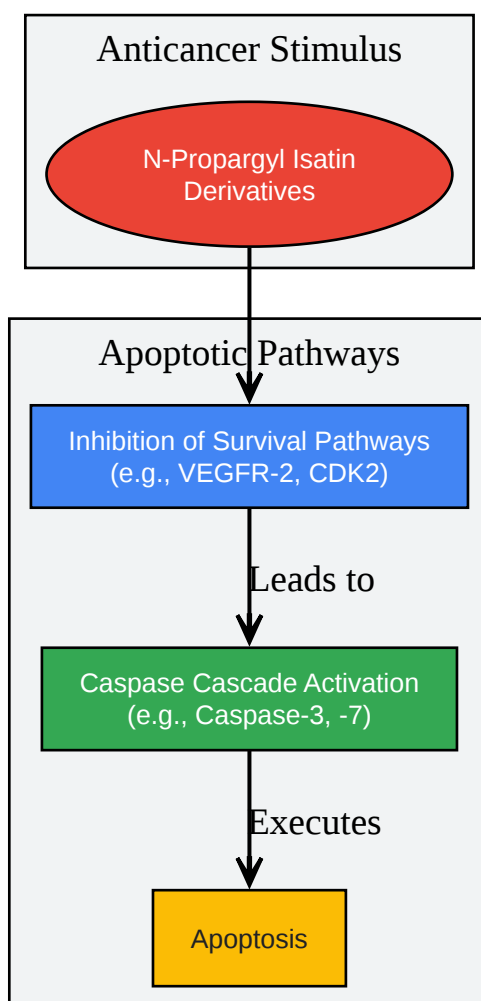 Anticancer Stimulus
N-Propargyl Isatin
Derivatives
Apoptotic Pathways
Inhibition of Survival Pathways
(e.g., VEGFR-2, CDK2)
Leads to
Caspase Cascade Activation
(e.g., Caspase-3, -7)
Executes
Apoptosis